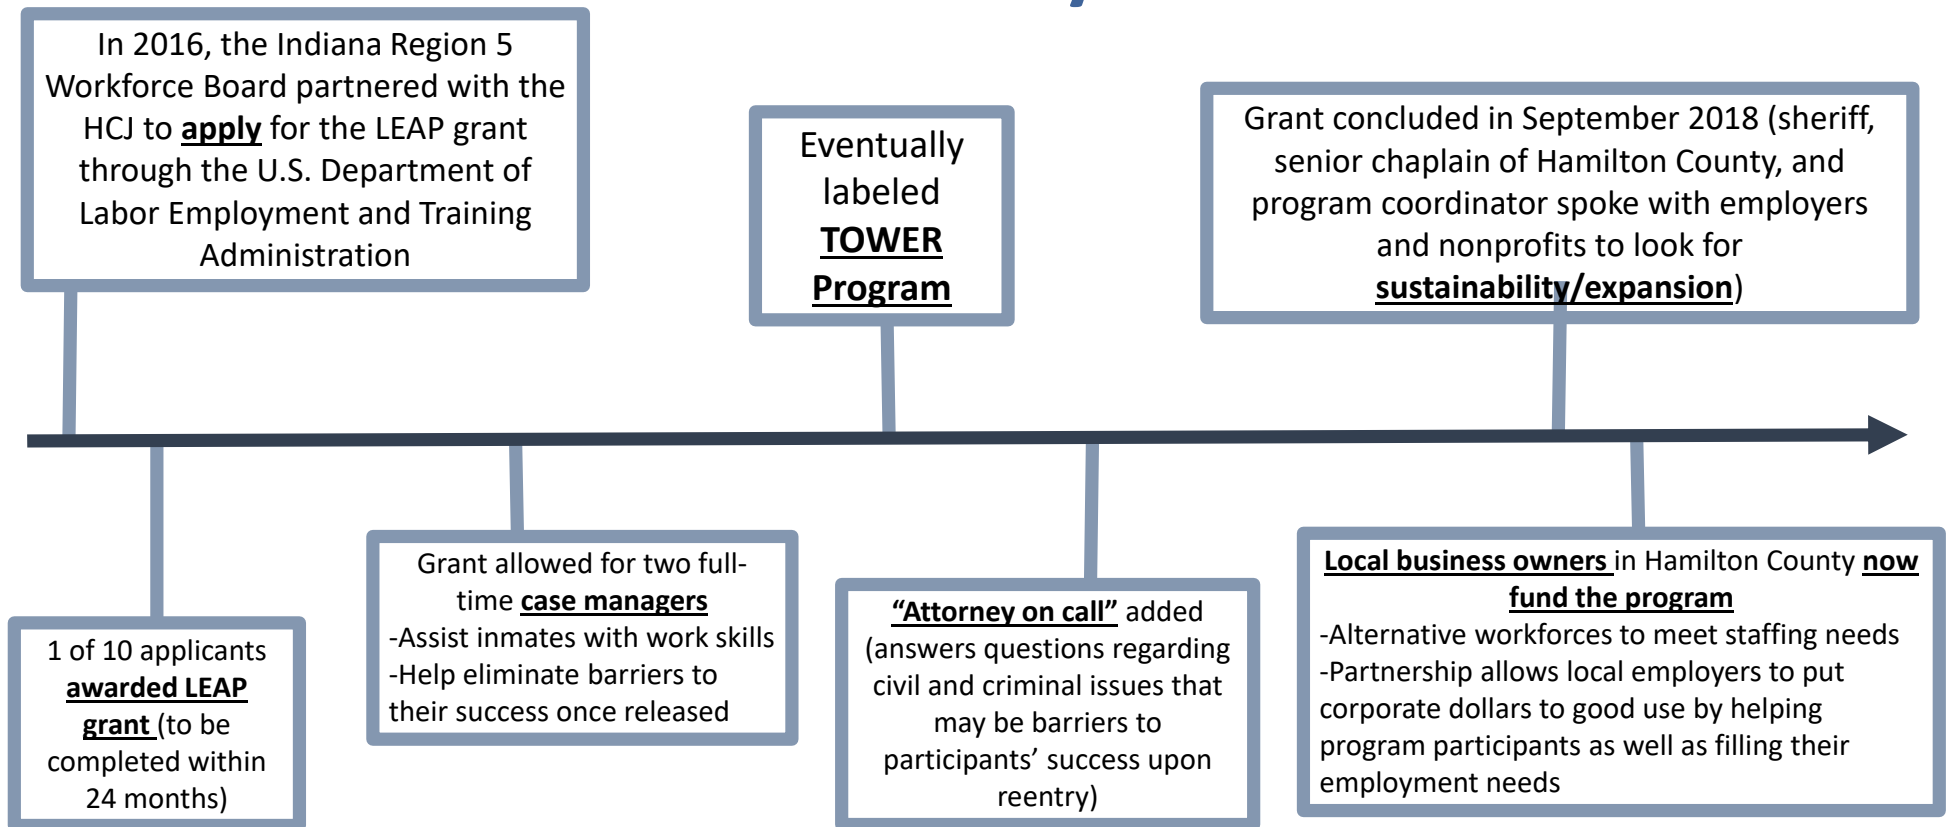 In 2016, the Indiana Region 5
Workforce Board partnered with the
HCJ to apply for the LEAP grant
through the U.S. Department of
Labor Employment and Training
Administration
1 of 10 applicants
awarded LEAP
grant (to be
completed within
24 months)
Grant allowed for two full-
time case managers
-Assist inmates with work skills
-Help eliminate barriers to
their success once released
Eventually
labeled
TOWER
Program
“Attorney on call” added
(answers questions regarding
civil and criminal issues that
may be barriers to
participants’ success upon
reentry)
Grant concluded in September 2018 (sheriff,
senior chaplain of Hamilton County, and
program coordinator spoke with employers
and nonprofits to look for
sustainability/expansion)
Local business owners in Hamilton County now
fund the program
-Alternative workforces to meet staffing needs
-Partnership allows local employers to put
corporate dollars to good use by helping
program participants as well as filling their
employment needs